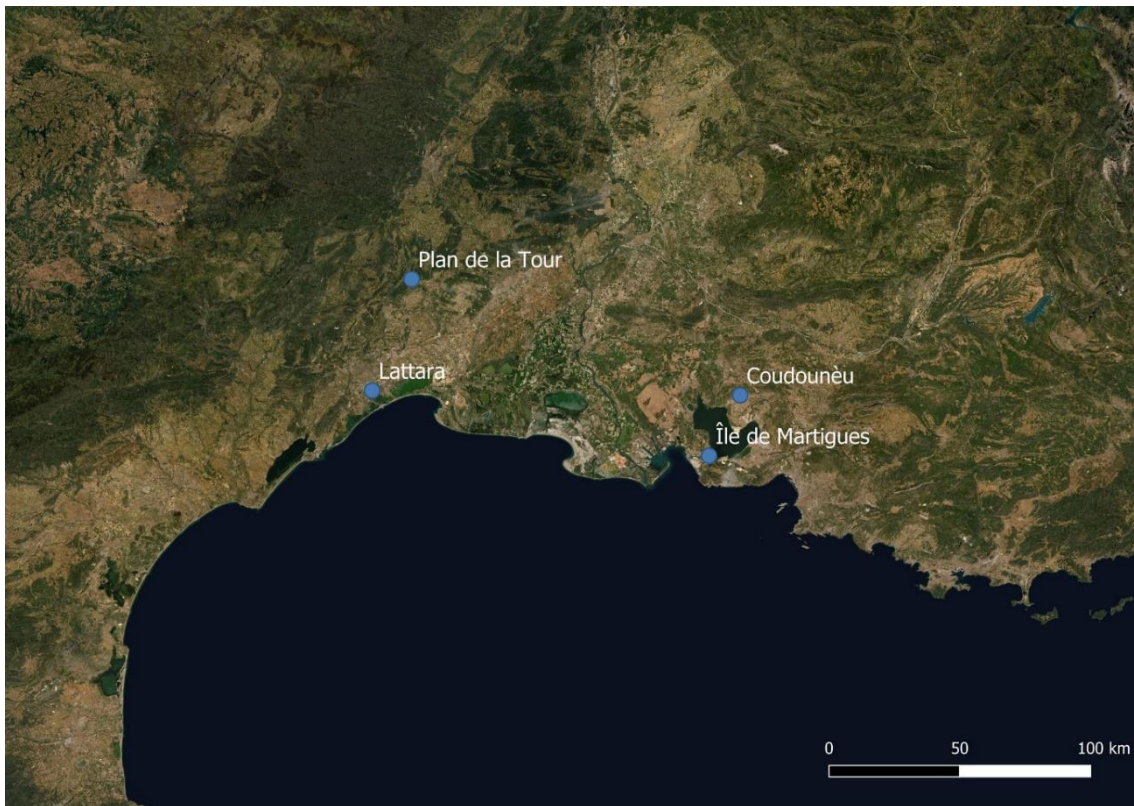 Plan de la Tour
Lattara
Coudounèu
Île de Martigues
0 50 100 km